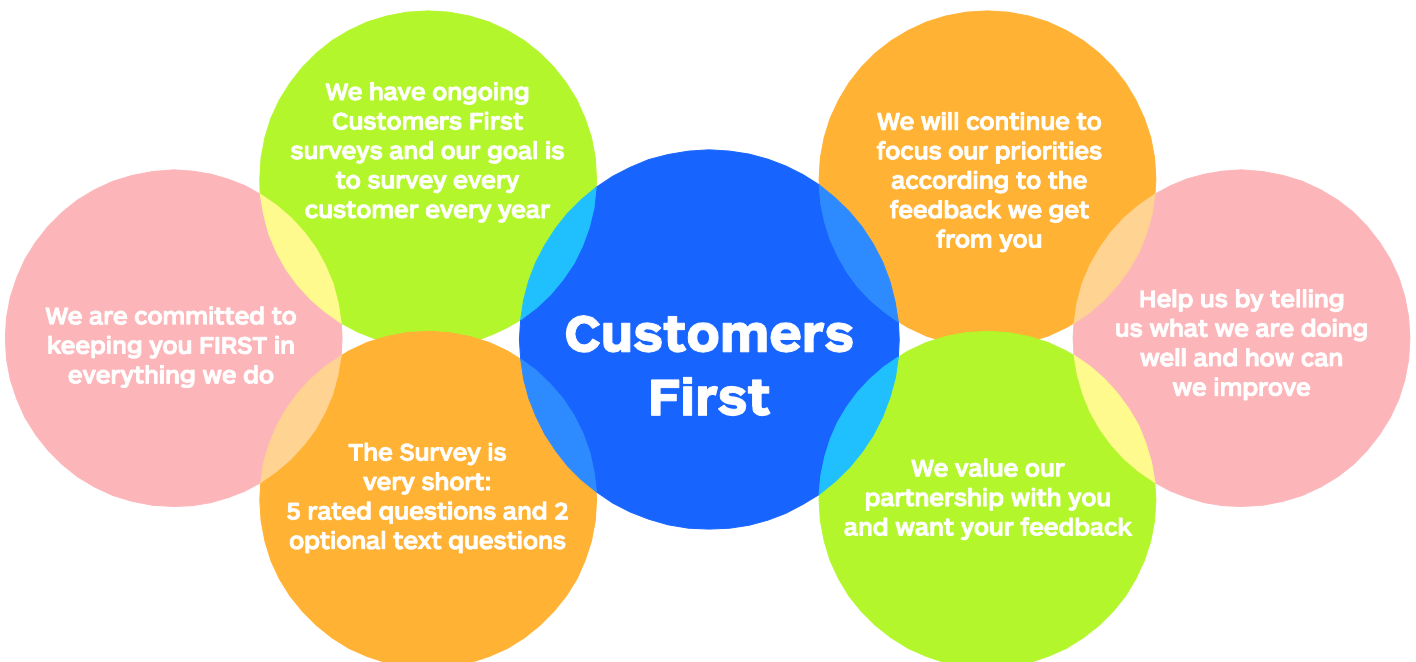 We have ongoing
Customers First
surveys and our goal is
to survey every
customer every year
We will continue to
focus our priorities
according to the
feedback we get
from you
We are committed to
keeping you FIRST in
everything we do
Customers
First
Help us by telling
us what we are doing
well and how can
we improve
The Survey is
very short:
5 rated questions and 2
optional text questions
We value our
partnership with you
and want your feedback